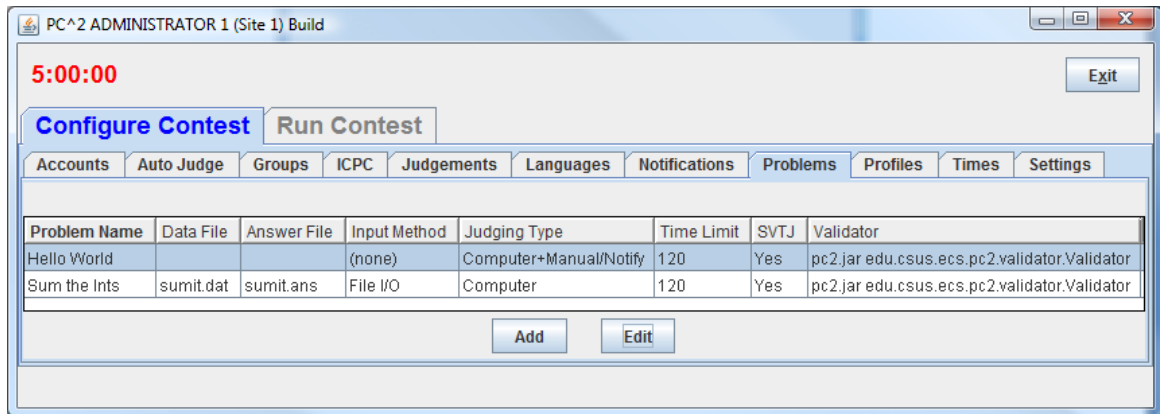 PC^2 ADMINISTRATOR 1 (Site 1) Build
5:00:00
Exit
Configure Contest Run Contest
Accounts Auto Judge Groups ICPC Judgements Languages Notifications Problems Profiles Times Settings
Problem Name Data File Answer File Input Method Judging Type Time Limit SVTJ Validator
Hello World (none) Computer+Manual/Notify 120 Yes pc2.jar edu.csus.ecs.pc2.validator.Validator
Sum the Ints sumit.dat sumit.ans File I/O Computer 120 Yes pc2.jar edu.csus.ecs.pc2.validator.Validator
Add Edit